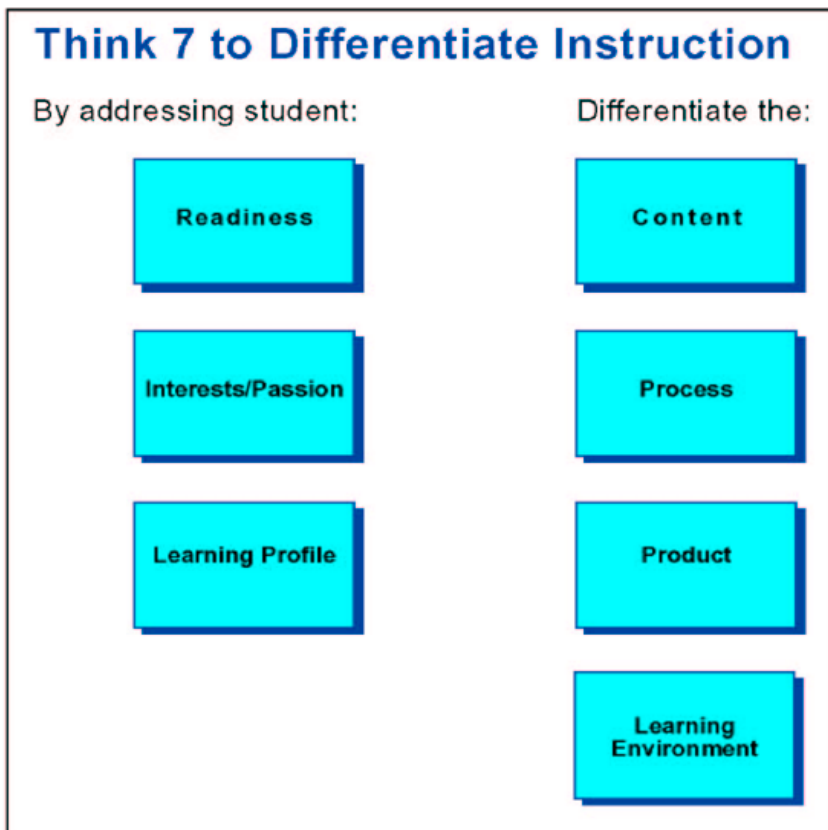 Think 7 to Differentiate Instruction
By addressing student:
Differentiate the:
Readiness
Content
Interests/Passion
Process
Learning Profile
Product
Learning
Environment